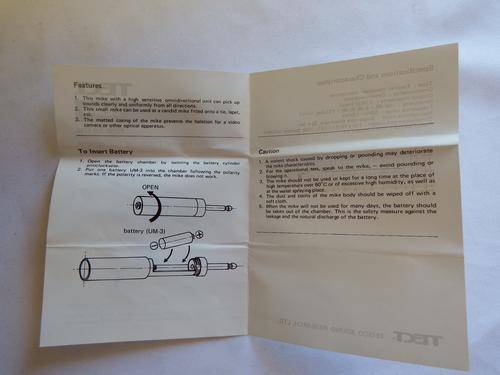 Features
1. This mike with a high sensitive omnidirectional unit can pick up
sounds clearly and uniformly from all directions.
2. This small mike can be used as a candid mike fitted onto a tie, lapel,
etc.
3. The matted casing of the mike prevents the halation for a video
camera or other optical apparatus.
To Insert Battery
1. Open the battery chamber by twisting the battery cylinder
anticlockwise.
2. Put one battery UM-3 into the chamber following the polarity
marks. If the polarity is reversed, the mike does not work.
OPEN
battery (UM-3)
Caution
1. A violent shock caused by dropping or pounding may deteriorate
the mike characteristics.
2. For the operational test, speak to the mike, — avoid pounding or
blowing it.
3. The mike should not be used or kept for a long time at the place of
high temperature over 60°C or of excessive high humidity, as well as
at the water spraying place.
4. The dust and stains of the mike body should be wiped off with a
soft cloth.
5. When the mike will not be used for many days, the battery should
be taken out of the chamber. This is the safety measure against the
leakage and the natural discharge of the battery.